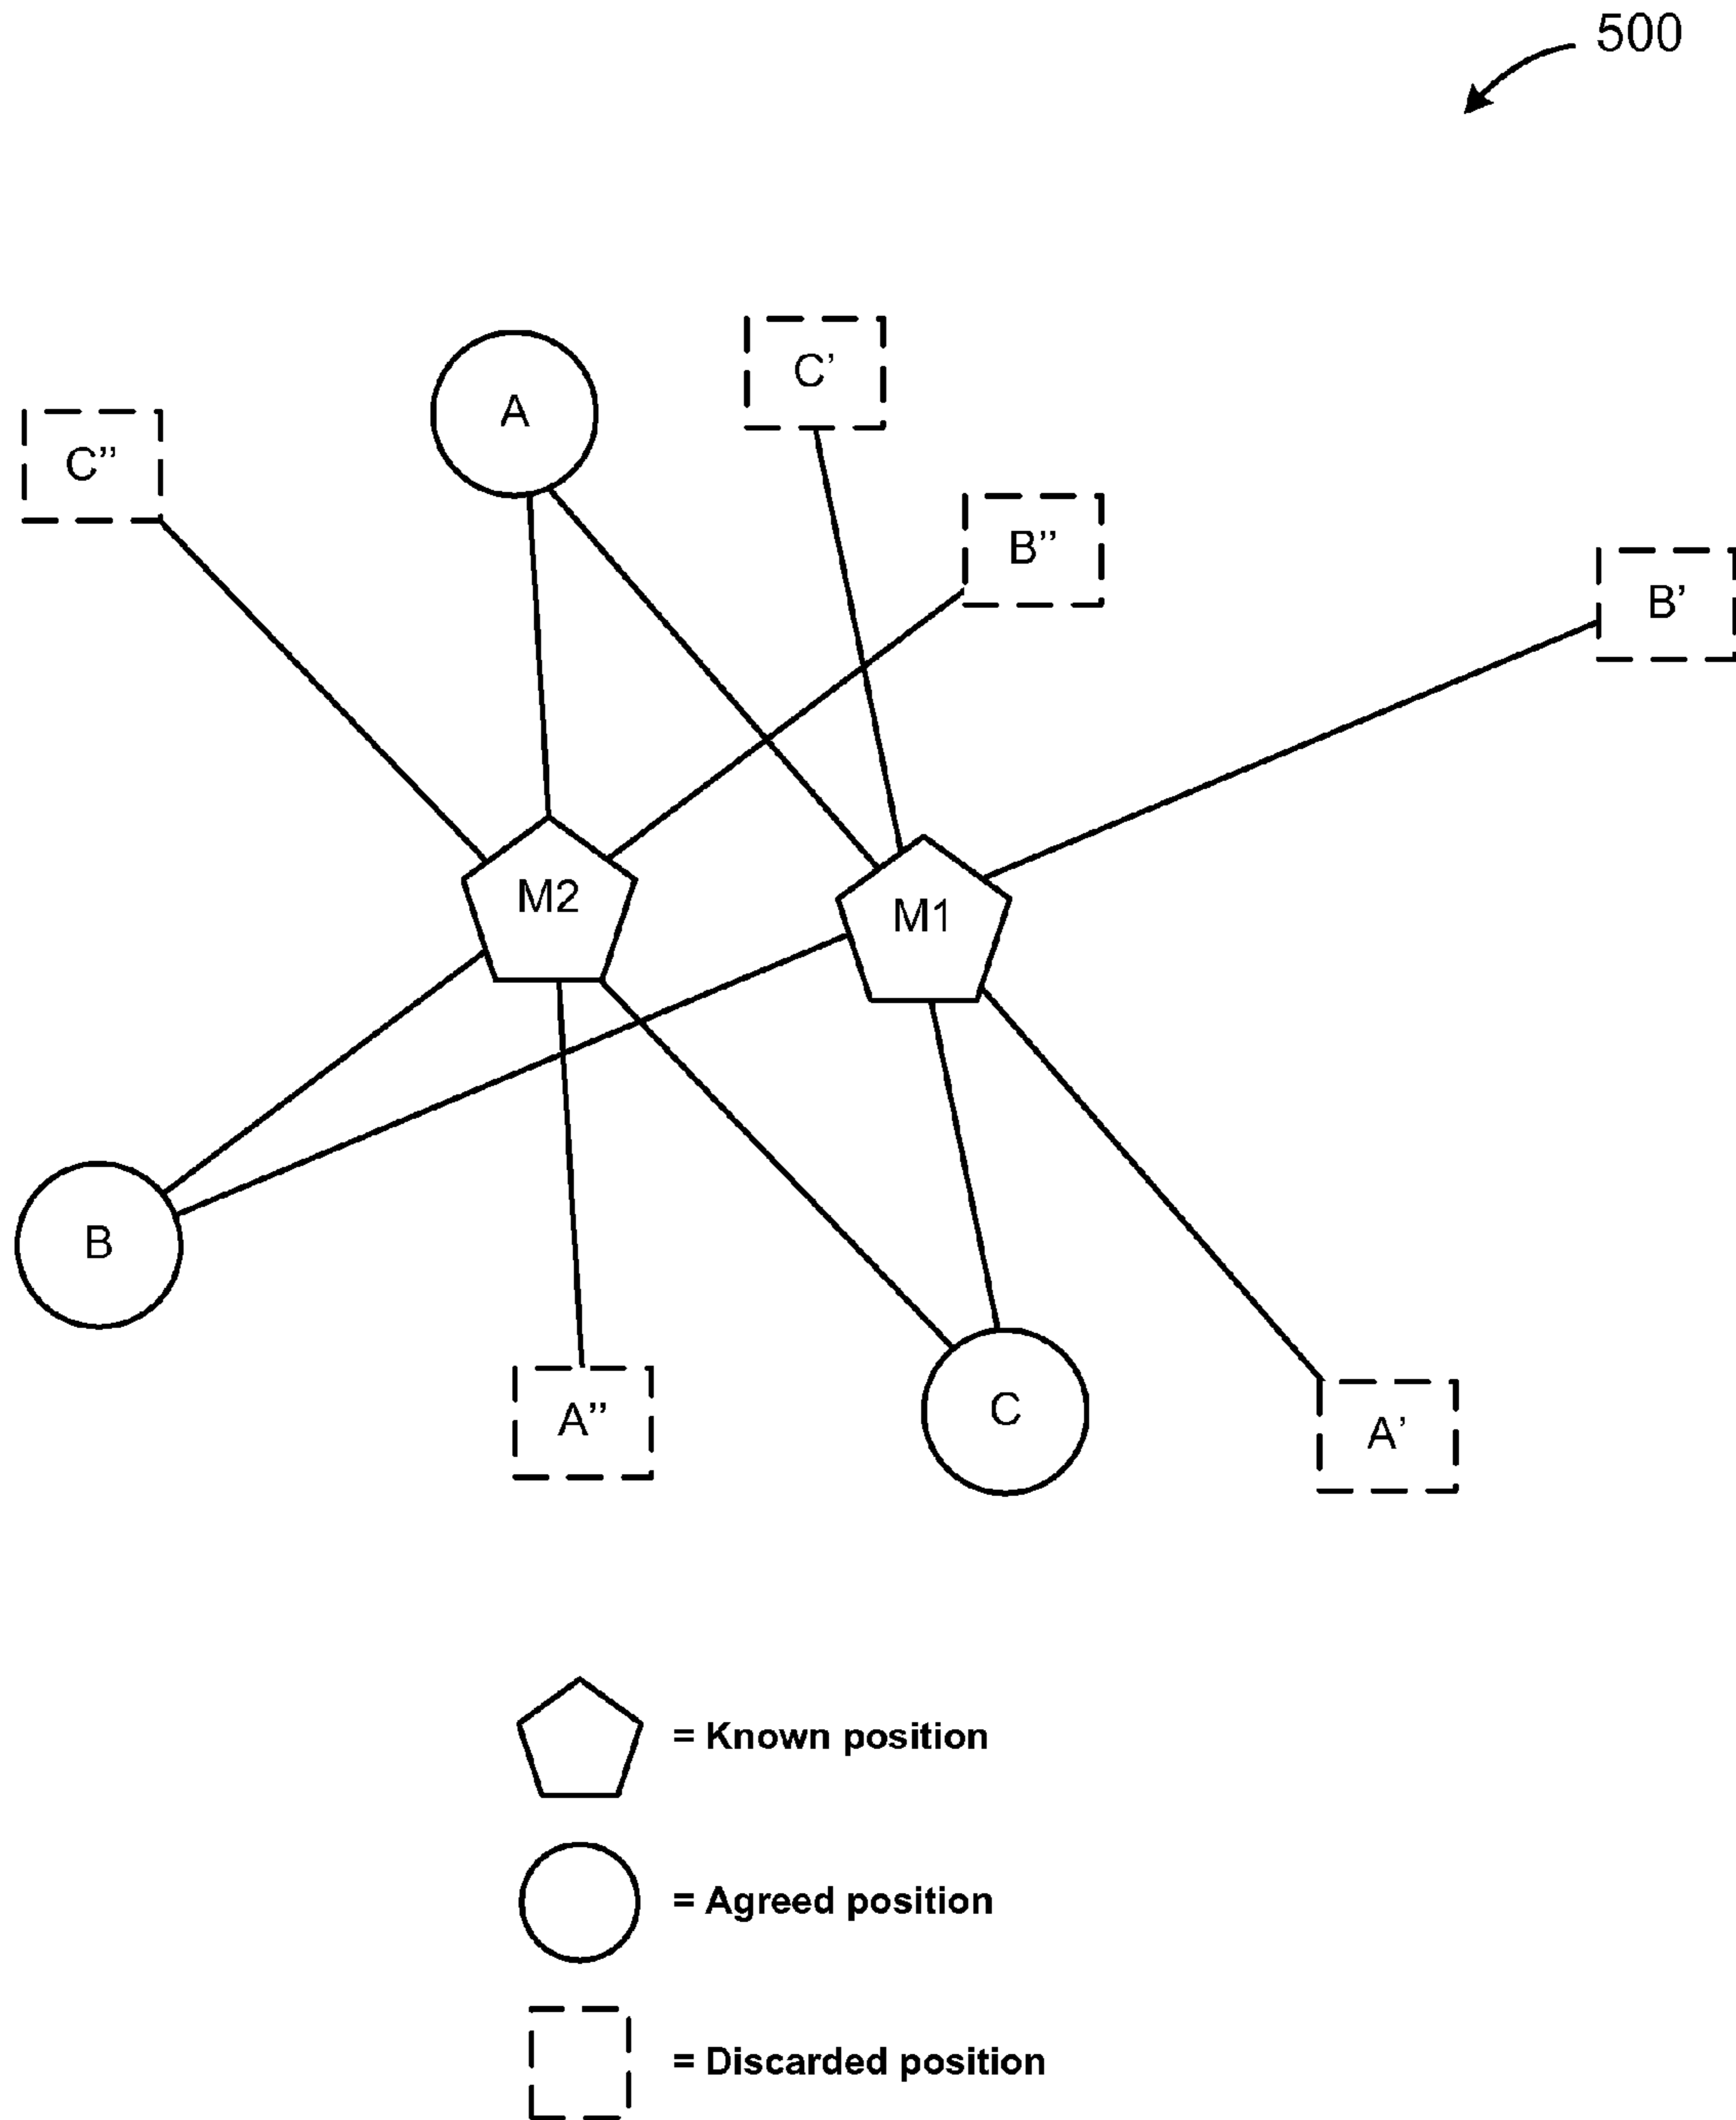 500
C’
A
C”
B”
B’
M2
M1
B
C
A”
A’
= Known position
= Agreed position
= Discarded position